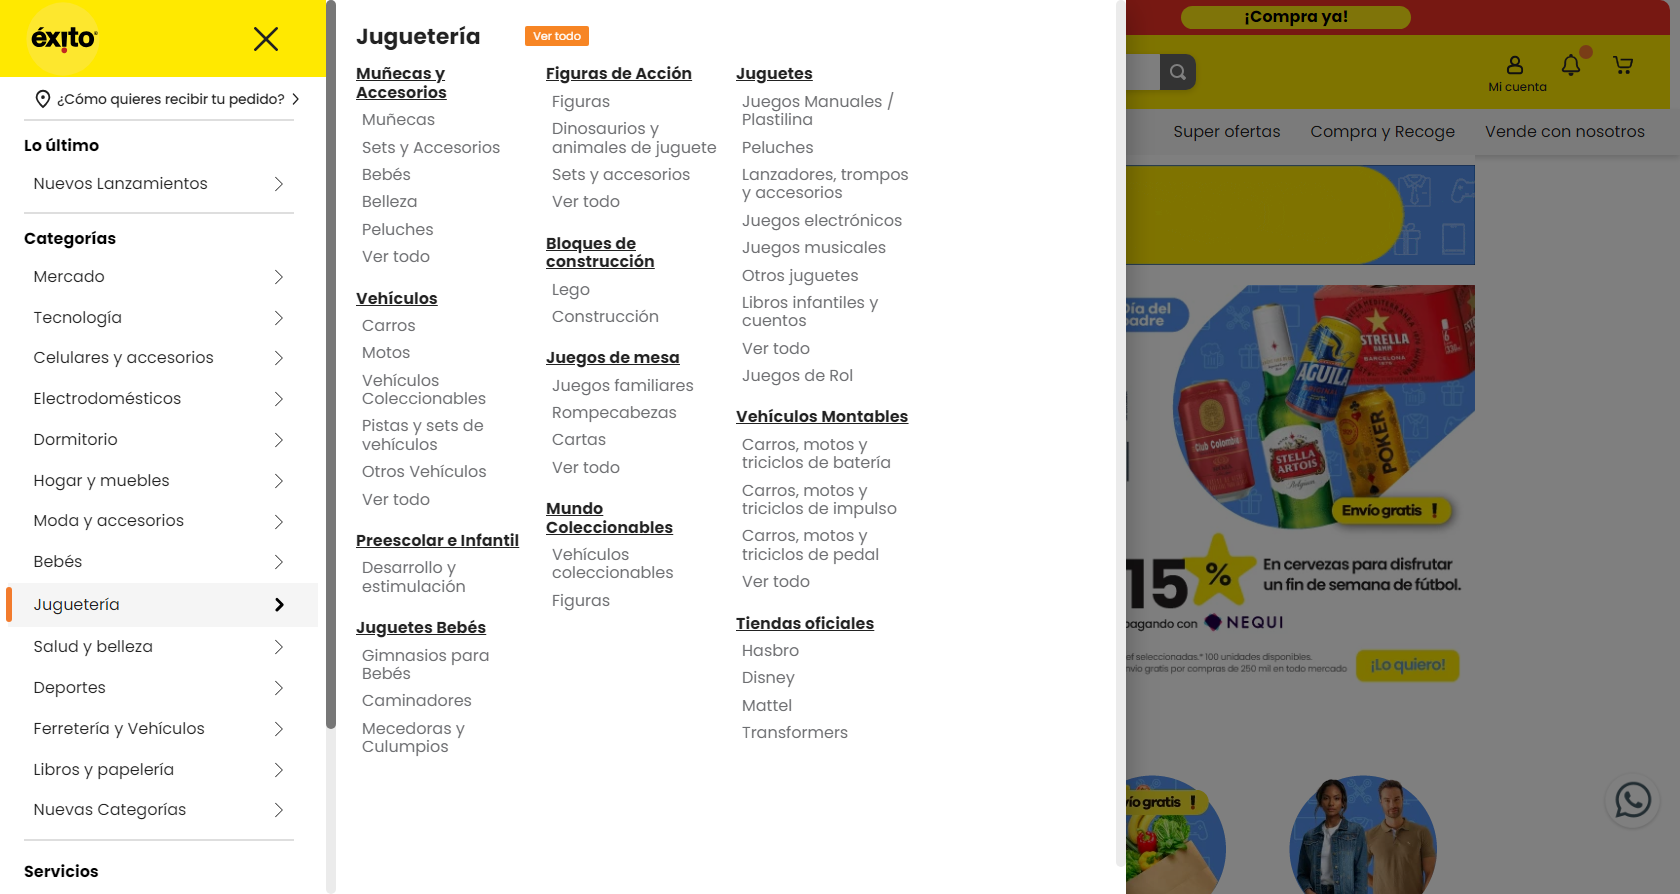 éxito
¿Cómo quieres recibir tu pedido?
Lo último
Nuevos Lanzamientos
Categorías
Mercado
Tecnología
Celulares y accesorios
Electrodomésticos
Dormitorio
Hogar y muebles
Moda y accesorios
Bebés
Juguetería
Salud y belleza
Deportes
Ferretería y Vehículos
Libros y papelería
Nuevas Categorías
Servicios
Juguetería
Ver todo
Muñecas y
Accesorios
Muñecas
Sets y Accesorios
Bebés
Belleza
Peluches
Ver todo
Vehículos
Carros
Motos
Vehículos
Coleccionables
Pistas y sets de
vehículos
Otros Vehículos
Ver todo
Preescolar e Infantil
Desarrollo y
estimulación
Juguetes Bebés
Gimnasios para
Bebés
Caminadores
Mecedoras y
Culumpios
Figuras de Acción
Figuras
Dinosaurios y
animales de juguete
Sets y accesorios
Ver todo
Bloques de
construcción
Lego
Construcción
Juegos de mesa
Juegos familiares
Rompecabezas
Cartas
Ver todo
Mundo
Coleccionables
Vehículos
coleccionables
Figuras
Juguetes
Juegos Manuales /
Plastilina
Peluches
Lanzadores, trompos
y accesorios
Juegos electrónicos
Juegos musicales
Otros juguetes
Libros infantiles y
cuentos
Ver todo
Juegos de Rol
Vehículos Montables
Carros, motos y
triciclos de batería
Carros, motos y
triciclos de impulso
Carros, motos y
triciclos de pedal
Ver todo
Tiendas oficiales
Hasbro
Disney
Mattel
Transformers
¡Compra ya!
Mi cuenta
Super ofertas
Compra y Recoge
Vende con nosotros
Día del
padre
ESTRELLA
DAMM
BARCELONA
AGUILA
Club Colombia
STELLA
ARTOIS
Belgium
POKER
Envío gratis !
15 %
En cervezas para disfrutar
un fin de semana de fútbol.
pagando con NEQUI
ef seleccionadas.* 100 unidades disponibles.
nvío gratis por compras de 250 mil en todo mercado
¡Lo quiero!
vío gratis !